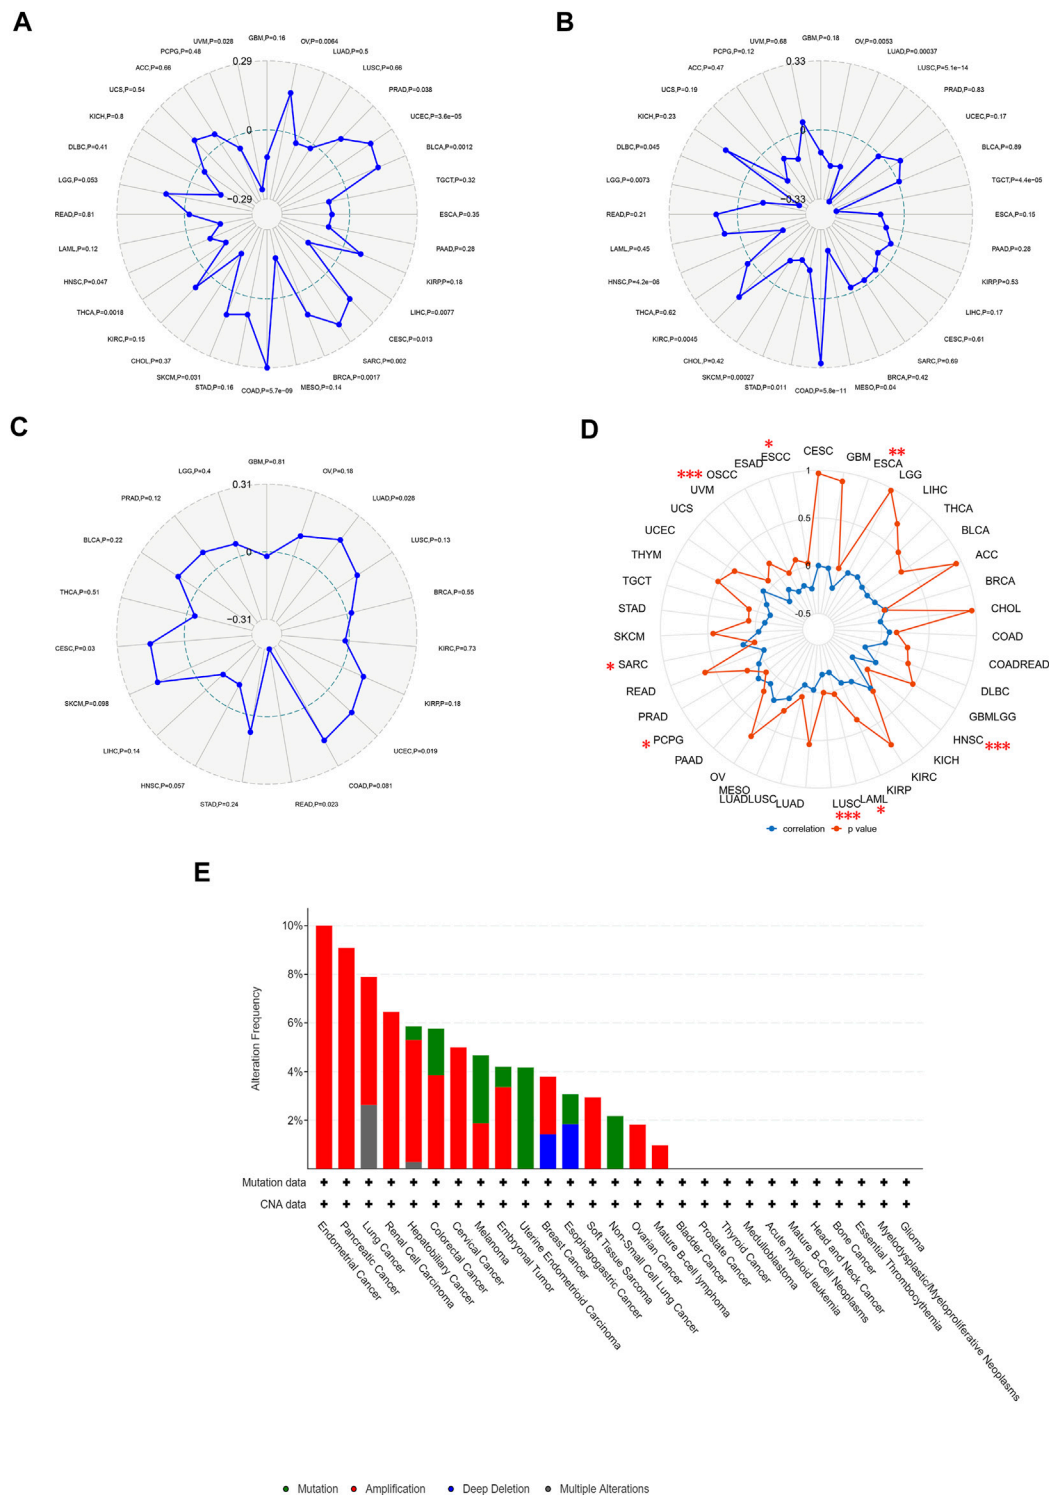 A
GBM,P=0.16
OV,P=0.0064
LUAD,P=0.5
LUSC,P=0.66
PRAD,P=0.038
UCEC,P=3.6e-05
BLCA,P=0.0012
TGCT,P=0.32
ESCA,P=0.35
PAAD,P=0.28
KIRP,P=0.18
LIHC,P=0.0077
CESC,P=0.013
SARC,P=0.002
BRCA,P=0.0017
MESO,P=0.14
COAD,P=5.7e-09
STAD,P=0.16
SKCM,P=0.031
CHOL,P=0.37
KIRC,P=0.15
THCA,P=0.0018
HNSC,P=0.047
LAML,P=0.12
READ,P=0.81
LGG,P=0.053
DLBC,P=0.41
KICH,P=0.8
UCS,P=0.54
ACC,P=0.66
PCPG,P=0.48
UVM,P=0.028
0.29
0
-0.29
B
GBM,P=0.18
OV,P=0.0053
LUAD,P=0.00037
LUSC,P=5.1e-14
PRAD,P=0.83
UCEC,P=0.17
BLCA,P=0.89
TGCT,P=4.4e-05
ESCA,P=0.15
PAAD,P=0.28
KIRP,P=0.53
LIHC,P=0.17
CESC,P=0.61
SARC,P=0.69
BRCA,P=0.42
MESO,P=0.04
COAD,P=5.8e-11
STAD,P=0.011
SKCM,P=0.00027
CHOL,P=0.42
KIRC,P=0.0045
THCA,P=0.62
HNSC,P=4.2e-06
LAML,P=0.45
READ,P=0.21
LGG,P=0.0073
DLBC,P=0.045
KICH,P=0.23
UCS,P=0.19
ACC,P=0.47
PCPG,P=0.12
UVM,P=0.68
0.33
0
-0.33
C
GBM,P=0.81
OV,P=0.18
LUAD,P=0.028
LUSC,P=0.13
BRCA,P=0.55
KIRC,P=0.73
KIRP,P=0.18
UCEC,P=0.019
COAD,P=0.081
READ,P=0.023
STAD,P=0.24
HNSC,P=0.057
LIHC,P=0.14
SKCM,P=0.098
CESC,P=0.03
THCA,P=0.51
BLCA,P=0.22
PRAD,P=0.12
LGG,P=0.4
0.31
0
-0.31
D
CESC
GBM
ESCA **
LGG
LIHC
THCA
BLCA
ACC
BRCA
CHOL
COAD
COADREAD
DLBC
GBMLGG
HNSC ***
KICH
KIRC
KIRP
LAML *
LUSC ***
LUAD
LUADLUSC
MESO
OV
PAAD
* PCPG
PRAD
READ
* SARC
SKCM
STAD
TGCT
THYM
UCEC
UCS
UVM
*** OSCC
ESAD
* ESCC
1
0.5
0
-0.5
correlation p value
E
Alteration Frequency
10%
8%
6%
4%
2%
Mutation data + + + + + + + + + + + + + + + + + + + + + + + + + + +
CNA data + + + + + + + + + + + + + + + + + + + + + + + + + + +
Endometrial Cancer
Pancreatic Cancer
Lung Cancer
Renal Cell Carcinoma
Hepatobiliary Cancer
Colorectal Cancer
Cervical Cancer
Melanoma
Embryonal Tumor
Uterine Endometrioid Carcinoma
Breast Cancer
Esophagogastric Cancer
Soft Tissue Sarcoma
Non-Small Cell Lung Cancer
Ovarian Cancer
Mature B-cell lymphoma
Bladder Cancer
Prostate Cancer
Thyroid Cancer
Medulloblastoma
Acute myeloid leukemia
Mature B-Cell Neoplasms
Head and Neck Cancer
Bone Cancer
Essential Thrombocythemia
Myelodysplastic/Myeloproliferative Neoplasms
Glioma
Mutation Amplification Deep Deletion Multiple Alterations